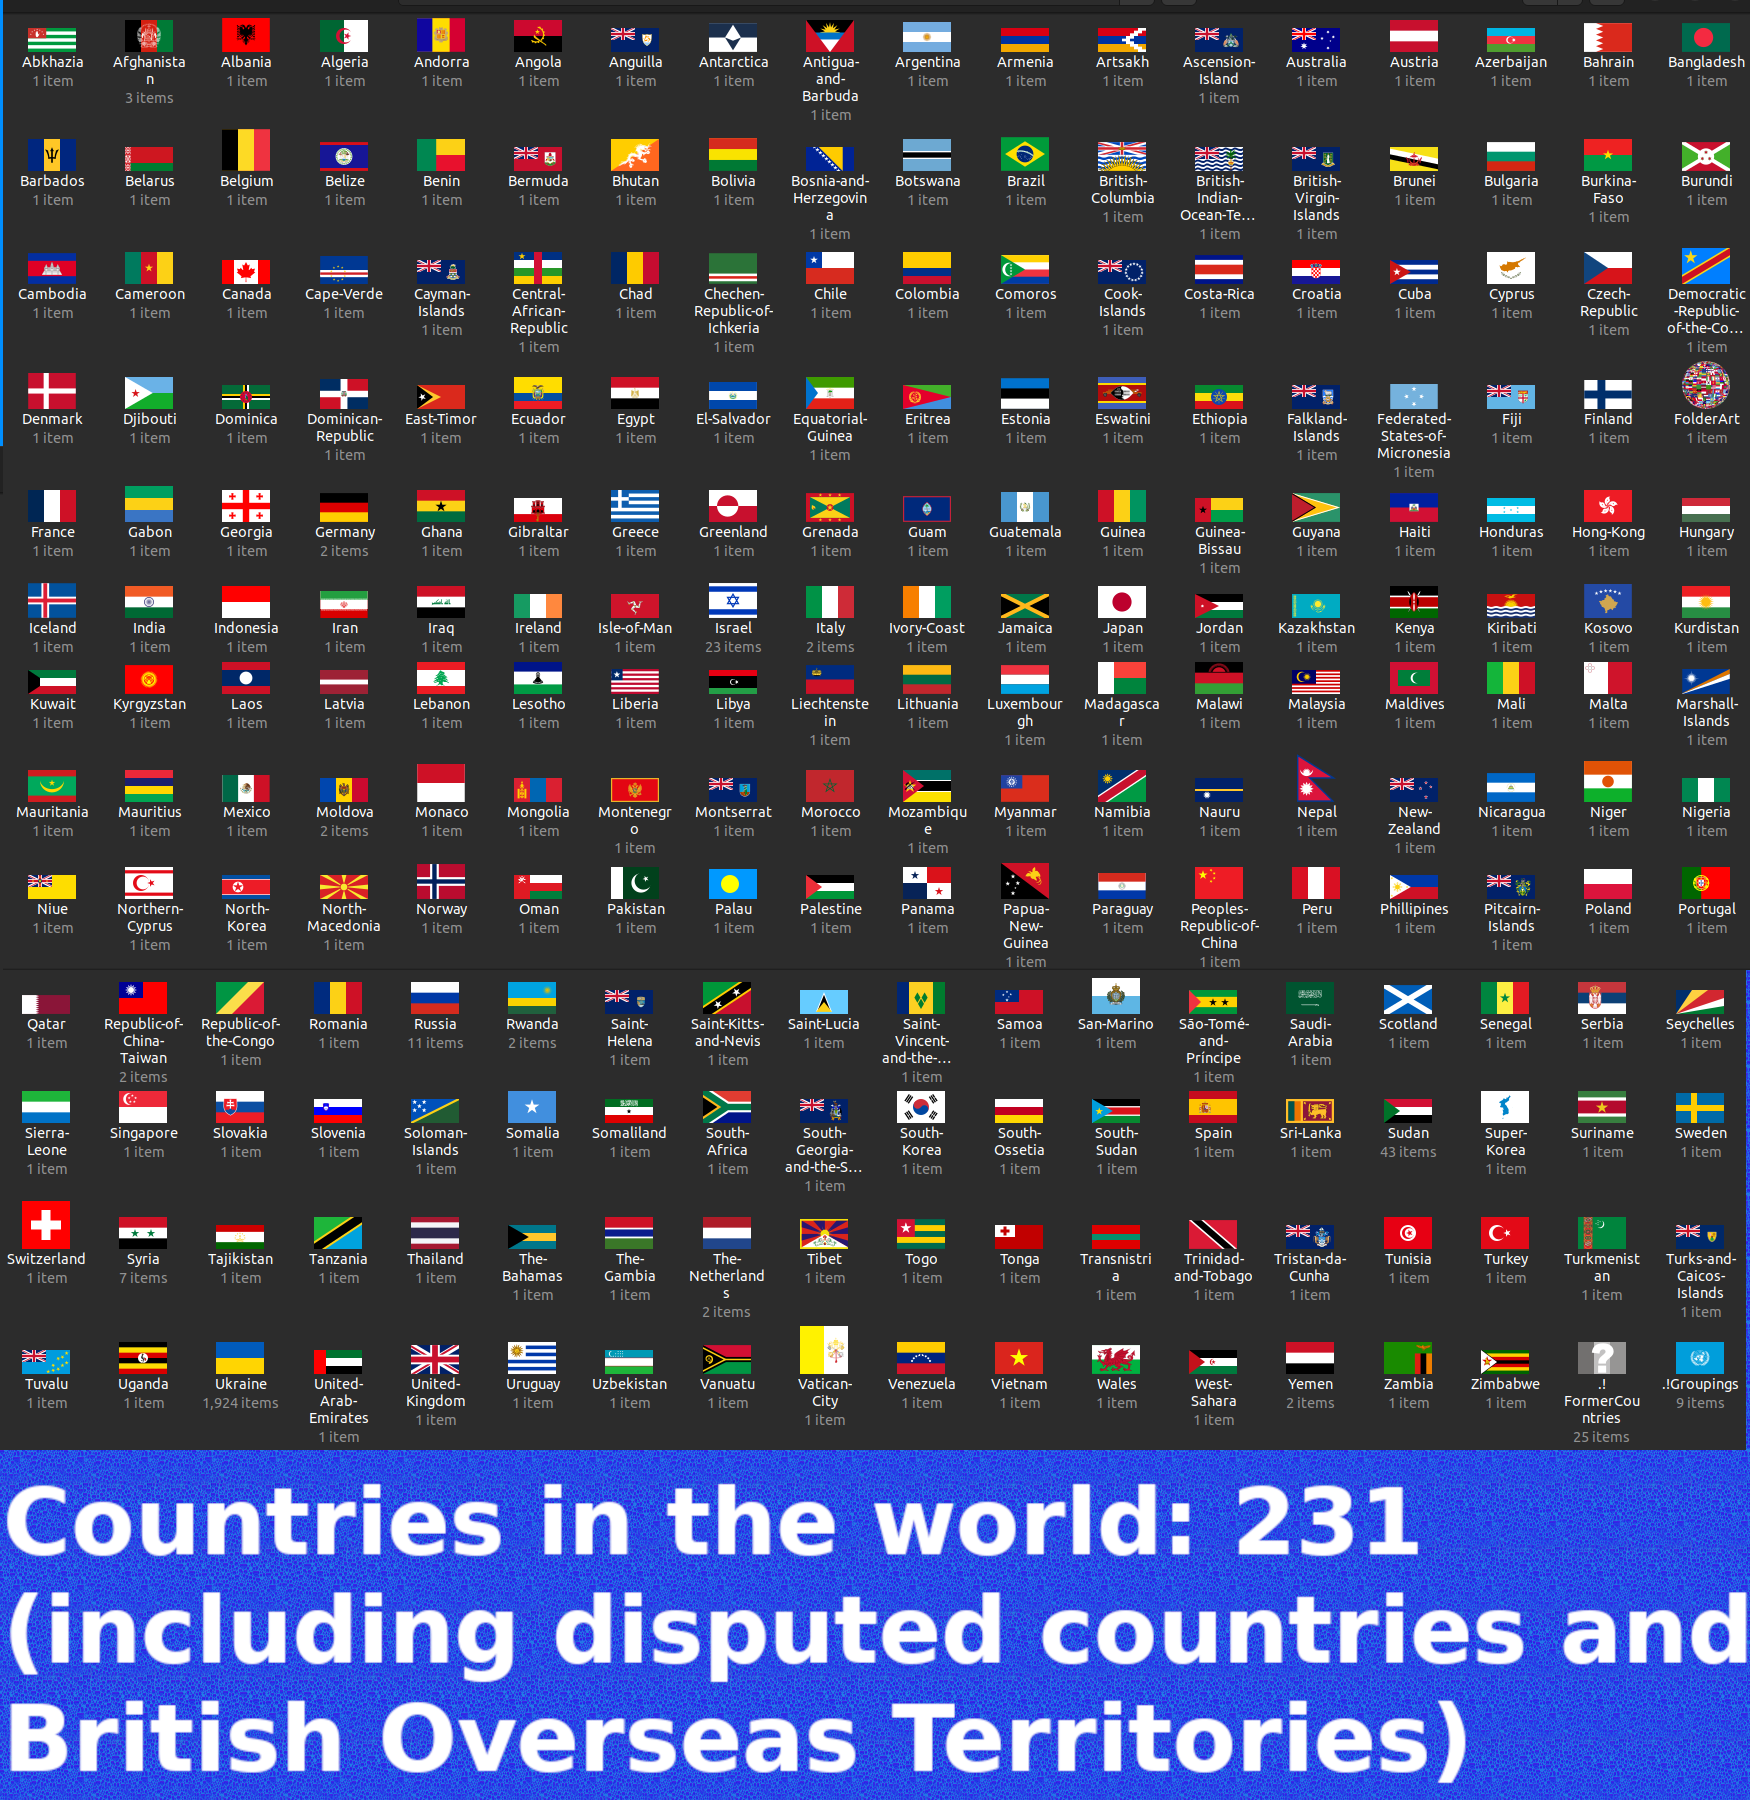 Abkhazia Afghanista Albania Algeria Andorra Angola Anguilla Antarctica Antigua- Argentina Armenia Artsakh Ascension- Australia Austria Azerbaijan Bahrain Bangladesh
1 item n 1 item 1 item 1 item 1 item 1 item 1 item and- 1 item 1 item 1 item Island 1 item 1 item 1 item 1 item 1 item
3 items Barbuda 1 item
1 item
Barbados Belarus Belgium Belize Benin Bermuda Bhutan Bolivia Bosnia-and- Botswana Brazil British- British- British- Brunei Bulgaria Burkina- Burundi
1 item 1 item 1 item 1 item 1 item 1 item 1 item 1 item Herzegovin 1 item 1 item Columbia Indian- Virgin- 1 item 1 item Faso 1 item
a 1 item Ocean-Te… Islands 1 item
1 item 1 item 1 item
Cambodia Cameroon Canada Cape-Verde Cayman- Central- Chad Chechen- Chile Colombia Comoros Cook- Costa-Rica Croatia Cuba Cyprus Czech- Democratic
1 item 1 item 1 item 1 item Islands African- 1 item Republic-of- 1 item 1 item 1 item Islands 1 item 1 item 1 item 1 item Republic -Republic-
1 item Republic Ichkeria 1 item 1 item of-the-Co…
1 item 1 item 1 item
Denmark Djibouti Dominica Dominican- East-Timor Ecuador Egypt El-Salvador Equatorial- Eritrea Estonia Eswatini Ethiopia Falkland- Federated- Fiji Finland FolderArt
1 item 1 item 1 item Republic 1 item 1 item 1 item 1 item Guinea 1 item 1 item 1 item 1 item Islands States-of- 1 item 1 item 1 item
1 item 1 item 1 item Micronesia
1 item
France Gabon Georgia Germany Ghana Gibraltar Greece Greenland Grenada Guam Guatemala Guinea Guinea- Guyana Haiti Honduras Hong-Kong Hungary
1 item 1 item 1 item 2 items 1 item 1 item 1 item 1 item 1 item 1 item 1 item 1 item Bissau 1 item 1 item 1 item 1 item 1 item
1 item
Iceland India Indonesia Iran Iraq Ireland Isle-of-Man Israel Italy Ivory-Coast Jamaica Japan Jordan Kazakhstan Kenya Kiribati Kosovo Kurdistan
1 item 1 item 1 item 1 item 1 item 1 item 1 item 23 items 2 items 1 item 1 item 1 item 1 item 1 item 1 item 1 item 1 item 1 item
Kuwait Kyrgyzstan Laos Latvia Lebanon Lesotho Liberia Libya Liechtenste Lithuania Luxembour Madagasca Malawi Malaysia Maldives Mali Malta Marshall-
1 item 1 item 1 item 1 item 1 item 1 item 1 item 1 item in 1 item gh r 1 item 1 item 1 item 1 item 1 item Islands
1 item 1 item 1 item 1 item
Mauritania Mauritius Mexico Moldova Monaco Mongolia Montenegr Montserrat Morocco Mozambiqu Myanmar Namibia Nauru Nepal New- Nicaragua Niger Nigeria
1 item 1 item 1 item 2 items 1 item 1 item o 1 item 1 item e 1 item 1 item 1 item 1 item Zealand 1 item 1 item 1 item
1 item 1 item 1 item
Niue Northern- North- North- Norway Oman Pakistan Palau Palestine Panama Papua- Paraguay Peoples- Peru Phillipines Pitcairn- Poland Portugal
1 item Cyprus Korea Macedonia 1 item 1 item 1 item 1 item 1 item 1 item New- 1 item Republic-of- 1 item 1 item Islands 1 item 1 item
1 item 1 item 1 item Guinea China 1 item
1 item 1 item
Qatar Republic-of- Republic-of- Romania Russia Rwanda Saint- Saint-Kitts- Saint-Lucia Saint- Samoa San-Marino São-Tomé- Saudi- Scotland Senegal Serbia Seychelles
1 item China- the-Congo 1 item 11 items 2 items Helena and-Nevis 1 item Vincent- 1 item 1 item and- Arabia 1 item 1 item 1 item 1 item
Taiwan 1 item 1 item 1 item and-the-… Príncipe 1 item
2 items 1 item 1 item
Sierra- Singapore Slovakia Slovenia Soloman- Somalia Somaliland South- South- South- South- South- Spain Sri-Lanka Sudan Super- Suriname Sweden
Leone 1 item 1 item 1 item Islands 1 item 1 item Africa Georgia- Korea Ossetia Sudan 1 item 1 item 43 items Korea 1 item 1 item
1 item 1 item 1 item and-the-S… 1 item 1 item 1 item 1 item
1 item
Switzerland Syria Tajikistan Tanzania Thailand The- The- The- Tibet Togo Tonga Transnistri Trinidad- Tristan-da- Tunisia Turkey Turkmenist Turks-and-
1 item 7 items 1 item 1 item 1 item Bahamas Gambia Netherland 1 item 1 item 1 item a and-Tobago Cunha 1 item 1 item an Caicos-
1 item 1 item s 1 item 1 item 1 item 1 item Islands
2 items 1 item
Tuvalu Uganda Ukraine United- United- Uruguay Uzbekistan Vanuatu Vatican- Venezuela Vietnam Wales West- Yemen Zambia Zimbabwe .! .!Groupings
1 item 1 item 1,924 items Arab- Kingdom 1 item 1 item 1 item City 1 item 1 item 1 item Sahara 2 items 1 item 1 item FormerCou 9 items
Emirates 1 item 1 item 1 item ntries
1 item 25 items
Countries in the world: 231
(including disputed countries and
British Overseas Territories)